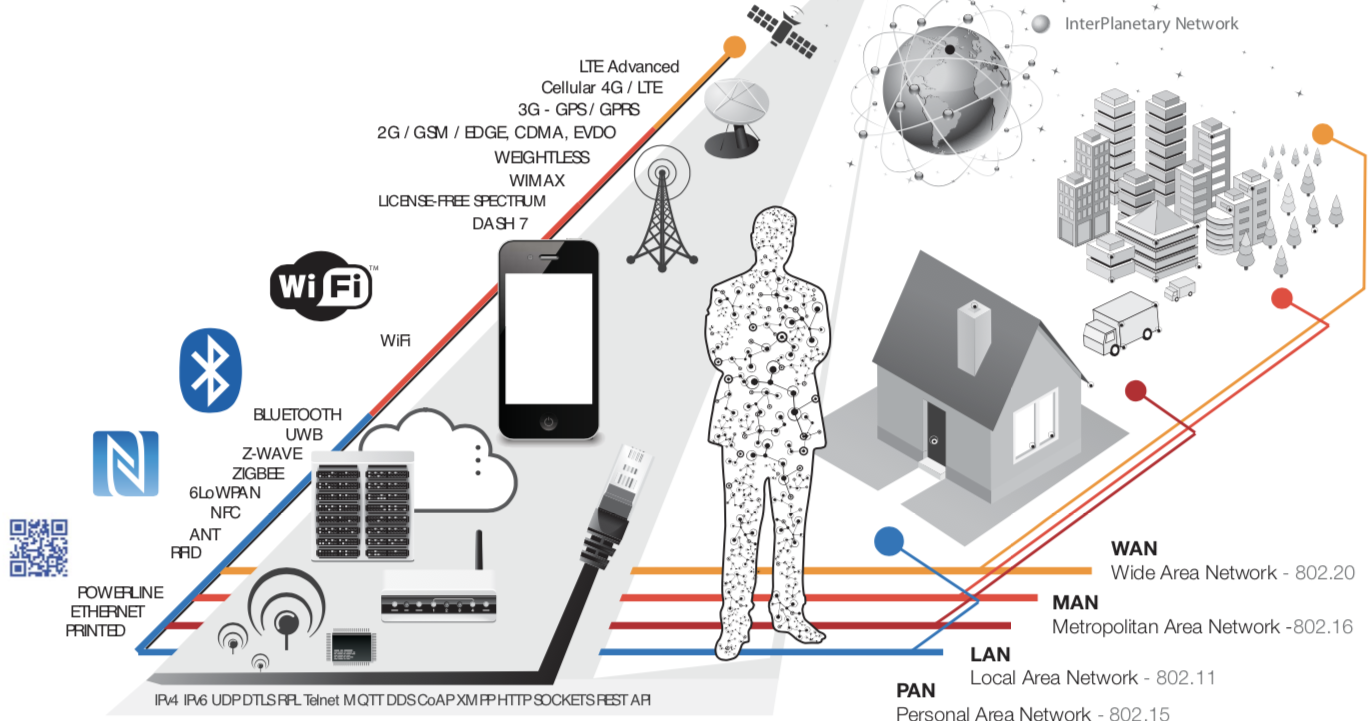 InterPlanetary Network
LTE Advanced
Cellular 4G / LTE
3G - GPS / GPRS
2G / GSM / EDGE, CDMA, EVDO
WEIGHTLESS
WIMAX
LICENSE-FREE SPECTRUM
DASH 7
Wi Fi TM
WiFi
BLUETOOTH
UWB
Z-WAVE
ZIGBEE
6LoWPAN
NFC
ANT
RFID
POWERLINE
ETHERNET
PRINTED
WAN
Wide Area Network - 802.20
MAN
Metropolitan Area Network -802.16
LAN
Local Area Network - 802.11
PAN
Personal Area Network - 802.15
IPv4 IPv6 UDP DTLS RPL Telnet MQTT DDS CoAP XMPP HTTP SOCKETS REST API